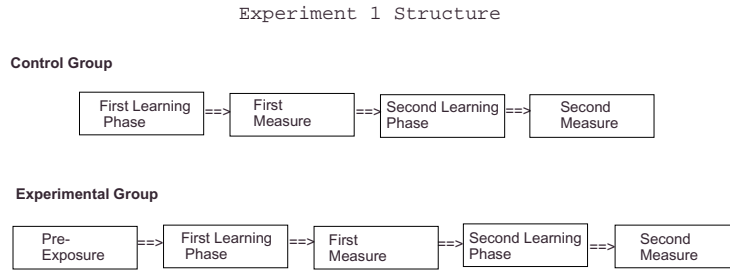 Experiment 1 Structure
Control Group
First Learning Phase ==> First Measure ==> Second Learning Phase ==> Second Measure
Experimental Group
Pre-Exposure ==> First Learning Phase ==> First Measure ==> Second Learning Phase ==> Second Measure